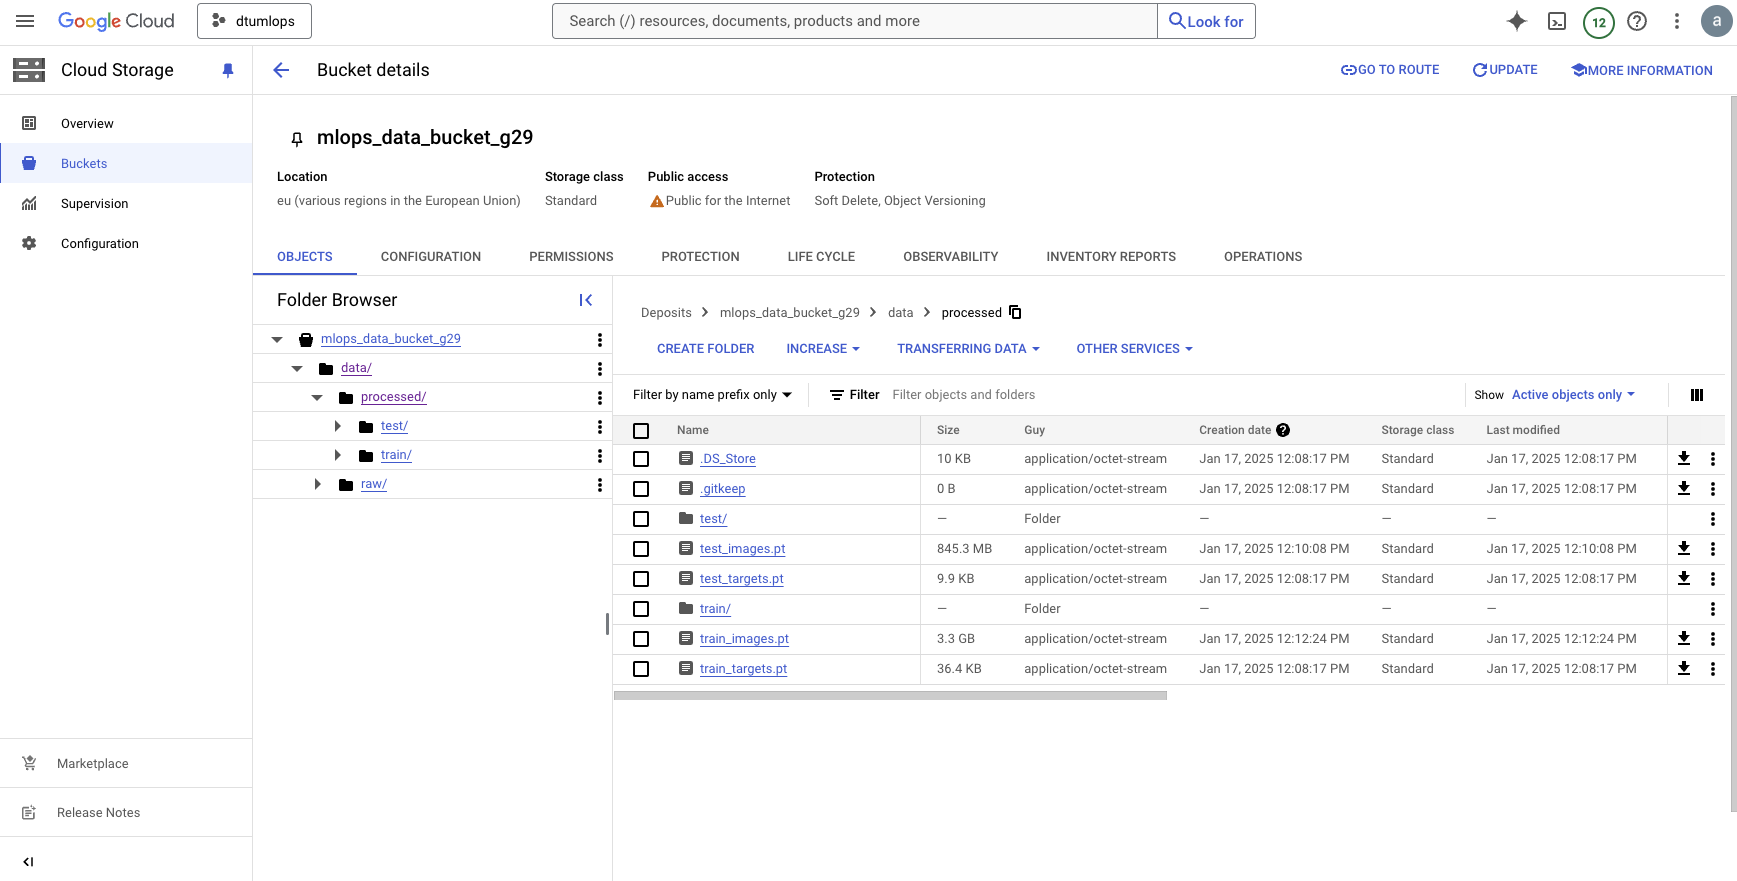 Google Cloud
dtumlops
Search (/) resources, documents, products and more
Look for
12
a
Cloud Storage
Bucket details
GO TO ROUTE
UPDATE
MORE INFORMATION
Overview
Buckets
Supervision
Configuration
Marketplace
Release Notes
mlops_data_bucket_g29
Location
Storage class
Public access
Protection
eu (various regions in the European Union)
Standard
Public for the Internet
Soft Delete, Object Versioning
OBJECTS
CONFIGURATION
PERMISSIONS
PROTECTION
LIFE CYCLE
OBSERVABILITY
INVENTORY REPORTS
OPERATIONS
Folder Browser
mlops_data_bucket_g29
data/
processed/
test/
train/
raw/
Deposits > mlops_data_bucket_g29 > data > processed
CREATE FOLDER
INCREASE
TRANSFERRING DATA
OTHER SERVICES
Filter by name prefix only
Filter
Filter objects and folders
Show Active objects only
Name Size Guy Creation date ? Storage class Last modified
.DS_Store 10 KB application/octet-stream Jan 17, 2025 12:08:17 PM Standard Jan 17, 2025 12:08:17 PM
.gitkeep 0 B application/octet-stream Jan 17, 2025 12:08:17 PM Standard Jan 17, 2025 12:08:17 PM
test/ — Folder — — —
test_images.pt 845.3 MB application/octet-stream Jan 17, 2025 12:10:08 PM Standard Jan 17, 2025 12:10:08 PM
test_targets.pt 9.9 KB application/octet-stream Jan 17, 2025 12:08:17 PM Standard Jan 17, 2025 12:08:17 PM
train/ — Folder — — —
train_images.pt 3.3 GB application/octet-stream Jan 17, 2025 12:12:24 PM Standard Jan 17, 2025 12:12:24 PM
train_targets.pt 36.4 KB application/octet-stream Jan 17, 2025 12:08:17 PM Standard Jan 17, 2025 12:08:17 PM